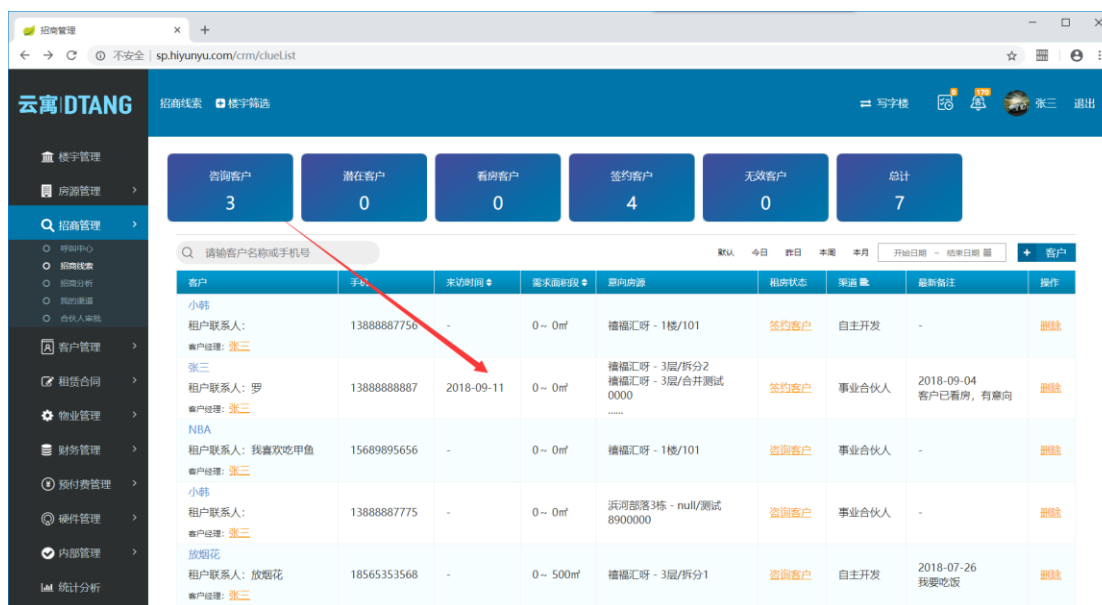 招商管理
不安全 sp.hiyunyu.com/crm/clueList
云寓 DTANG
招商线索 楼宇筛选
写字楼 0 170 张三 退出
楼宇管理
房源管理
招商管理
呼叫中心
招商线索
招商分析
我的渠道
合伙人审批
客户管理
租赁合同
物业管理
财务管理
预付费管理
硬件管理
内部管理
统计分析
咨询客户 潜在客户 看房客户 签约客户 无效客户 总计
3 0 0 4 0 7
请输客户名称或手机号 默认 今日 昨日 本周 本月 开始日期 ~ 结束日期 + 客户
客户 手机 来访时间 需求面积段 意向房源 租房状态 渠道 最新备注 操作
小韩
租户联系人： 13888887756 - 0~ 0㎡ 禧福汇呀 - 1楼/101 签约客户 自主开发 - 删除
客户经理: 张三
张三
租户联系人：罗 13888888887 2018-09-11 0~ 0㎡ 禧福汇呀 - 3层/拆分2
禧福汇呀 - 3层/合并测试
0000
...... 签约客户 事业合伙人 2018-09-04
客户已看房，有意向 删除
客户经理: 张三
NBA
租户联系人：我喜欢吃甲鱼 15689895656 - 0~ 0㎡ 禧福汇呀 - 1楼/101 咨询客户 事业合伙人 - 删除
客户经理: 张三
小韩
租户联系人： 13888887775 - 0~ 0㎡ 浜河部落3栋 - null/测试
8900000 咨询客户 事业合伙人 - 删除
客户经理: 张三
放烟花
租户联系人：放烟花 18565353568 - 0~ 500㎡ 禧福汇呀 - 3层/拆分1 咨询客户 自主开发 2018-07-26
我要吃饭 删除
客户经理: 张三